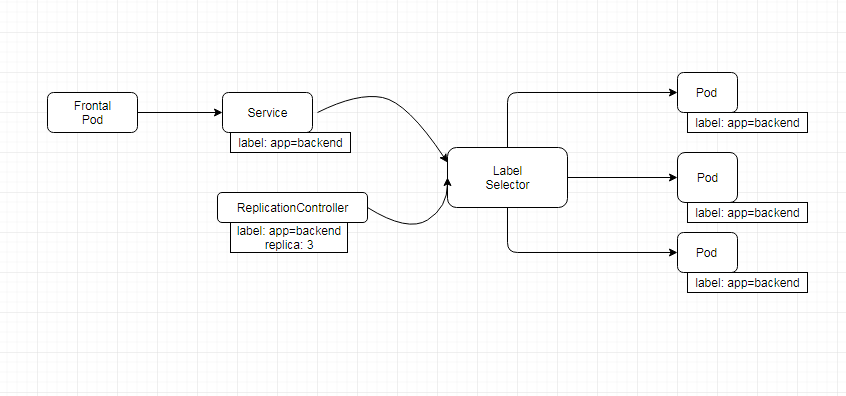 Frontal
Pod
Service
label: app=backend
ReplicationController
label: app=backend
replica: 3
Label
Selector
Pod
label: app=backend
Pod
label: app=backend
Pod
label: app=backend